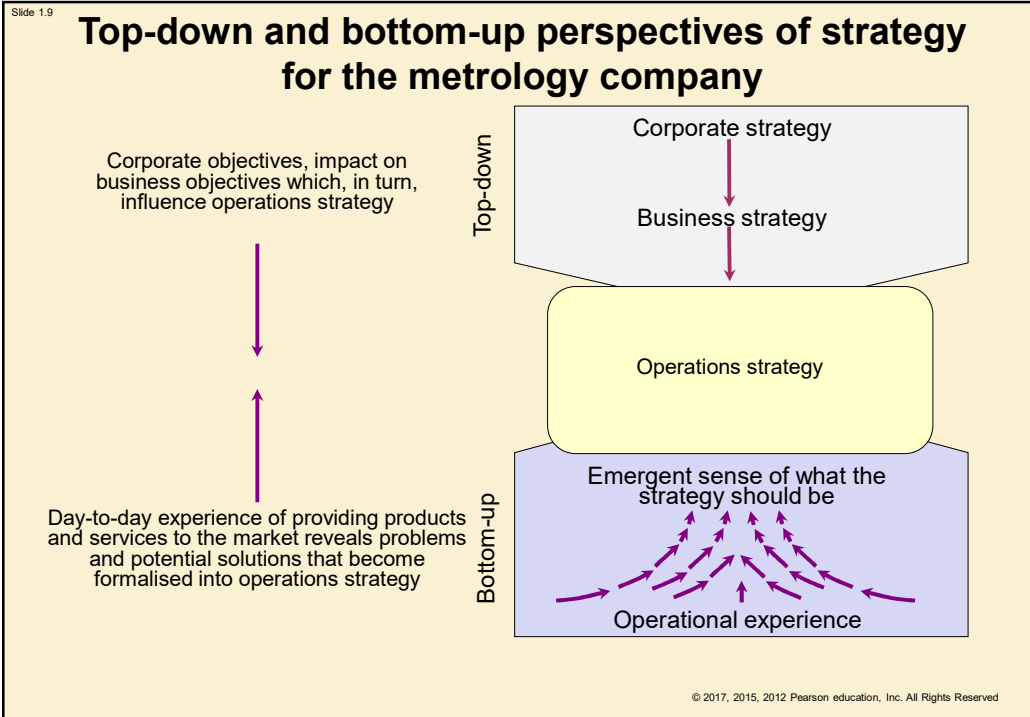 Slide 1.9
Top-down and bottom-up perspectives of strategy
for the metrology company
Corporate objectives, impact on
business objectives which, in turn,
influence operations strategy
Day-to-day experience of providing products
and services to the market reveals problems
and potential solutions that become
formalised into operations strategy
Top-down
Corporate strategy
Business strategy
Operations strategy
Bottom-up
Emergent sense of what the
strategy should be
Operational experience
© 2017, 2015, 2012 Pearson education, Inc. All Rights Reserved